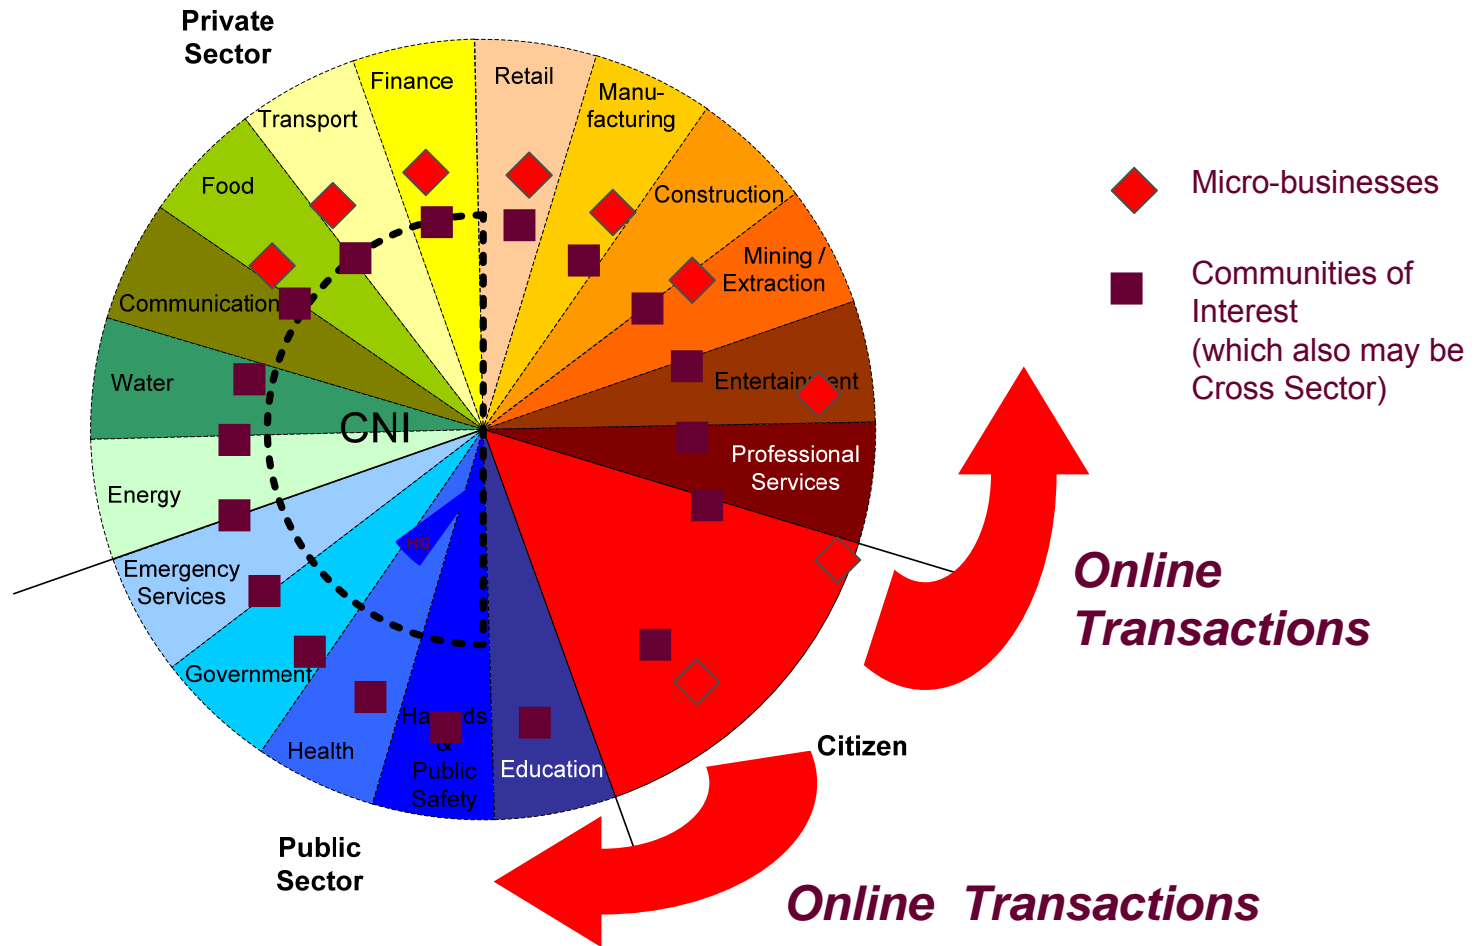 Private
Sector
Finance
Retail
Manu-
facturing
Transport
Construction
Food
Mining /
Extraction
Communication
Entertainment
Water
CNI
Professional
Services
Energy
HG
Emergency
Services
Government
Health
Hazards
&
Public
Safety
Education
Citizen
Public
Sector
Micro-businesses
Communities of
Interest
(which also may be
Cross Sector)
Online
Transactions
Online Transactions